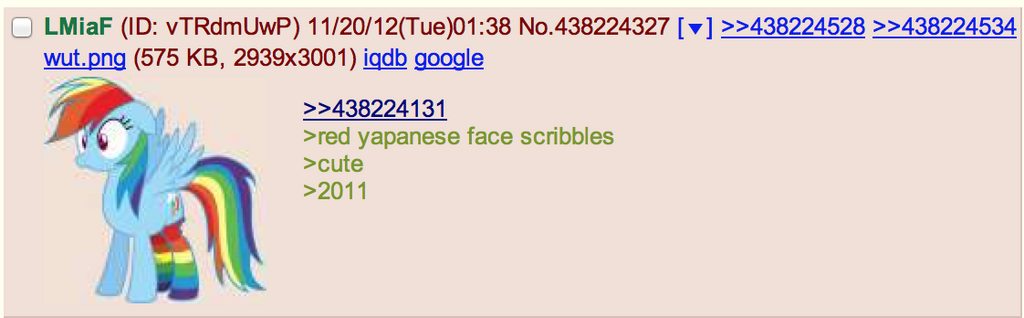 LMiaF (ID: vTRdmUwP) 11/20/12(Tue)01:38 No.438224327 [▼] >>438224528 >>438224534
wut.png (575 KB, 2939x3001) iqdb google
>>438224131
>red yapanese face scribbles
>cute
>2011